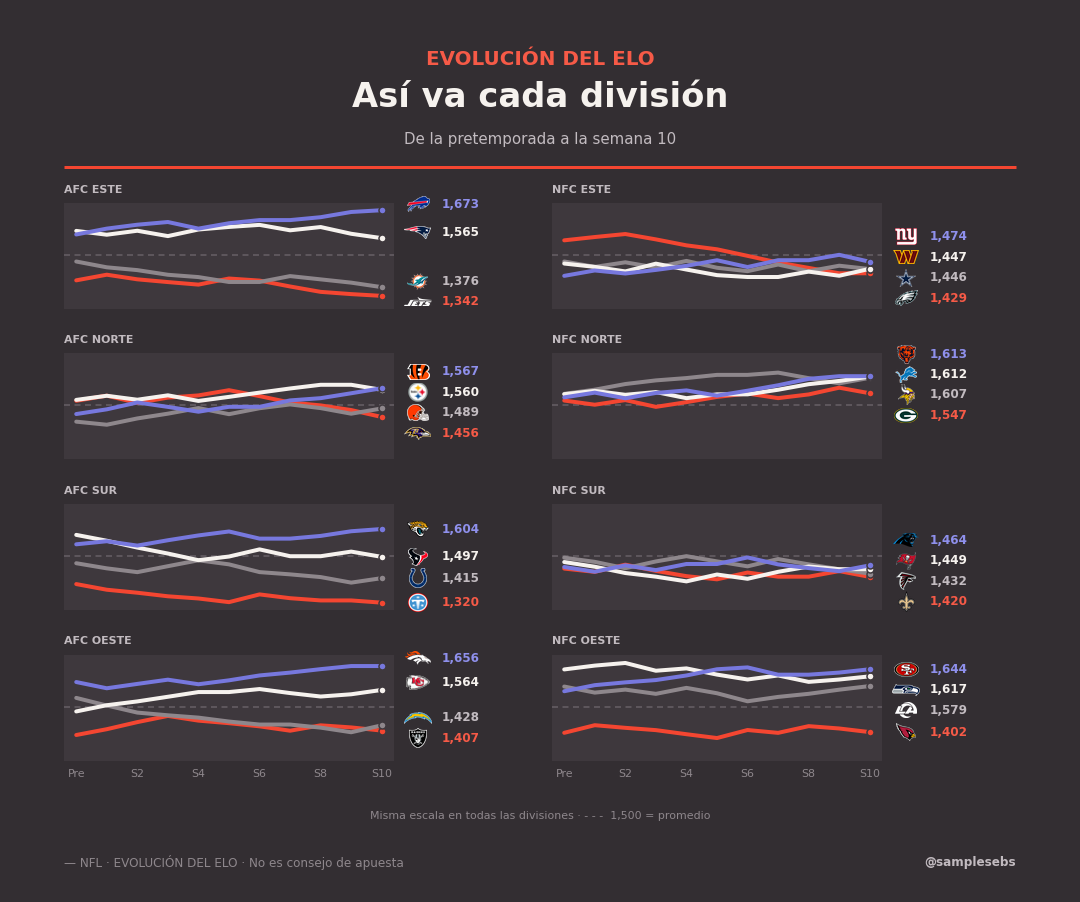 EVOLUCIÓN DEL ELO
Así va cada división
De la pretemporada a la semana 10
AFC ESTE
1,673
1,565
1,376
JETS
1,342
NFC ESTE
ny
1,474
W
1,447
1,446
1,429
AFC NORTE
B
1,567
1,560
1,489
1,456
NFC NORTE
1,613
1,612
1,607
G
1,547
AFC SUR
1,604
1,497
1,415
T
1,320
NFC SUR
1,464
1,449
1,432
1,420
AFC OESTE
1,656
KC
1,564
1,428
RAIDERS
1,407
NFC OESTE
SF
1,644
1,617
1,579
1,402
Pre S2 S4 S6 S8 S10
Pre S2 S4 S6 S8 S10
Misma escala en todas las divisiones · - - - 1,500 = promedio
— NFL · EVOLUCIÓN DEL ELO · No es consejo de apuesta
@samplesebs